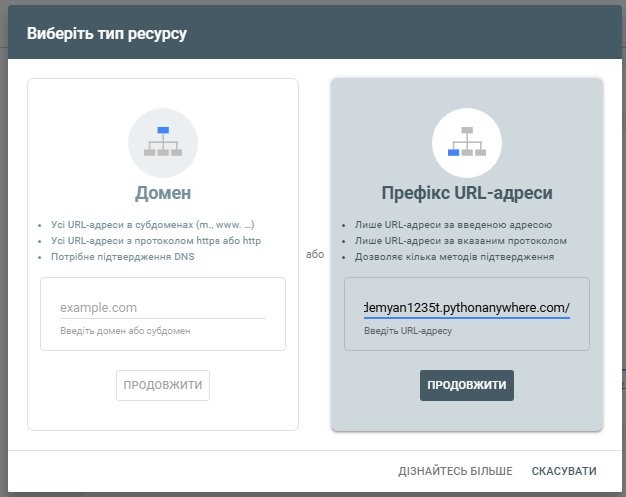 Виберіть тип ресурсу
Домен
Усі URL-адреси в субдоменах (m., www. ...)
Усі URL-адреси з протоколом https або http
Потрібне підтвердження DNS
example.com
Введіть домен або субдомен
ПРОДОВЖИТИ
або
Префікс URL-адреси
Лише URL-адреси за введеною адресою
Лише URL-адреси за вказаним протоколом
Дозволяє кілька методів підтвердження
demyan1235t.pythonanywhere.com/
Введіть URL-адресу
ПРОДОВЖИТИ
ДІЗНАЙТЕСЬ БІЛЬШЕ
СКАСУВАТИ